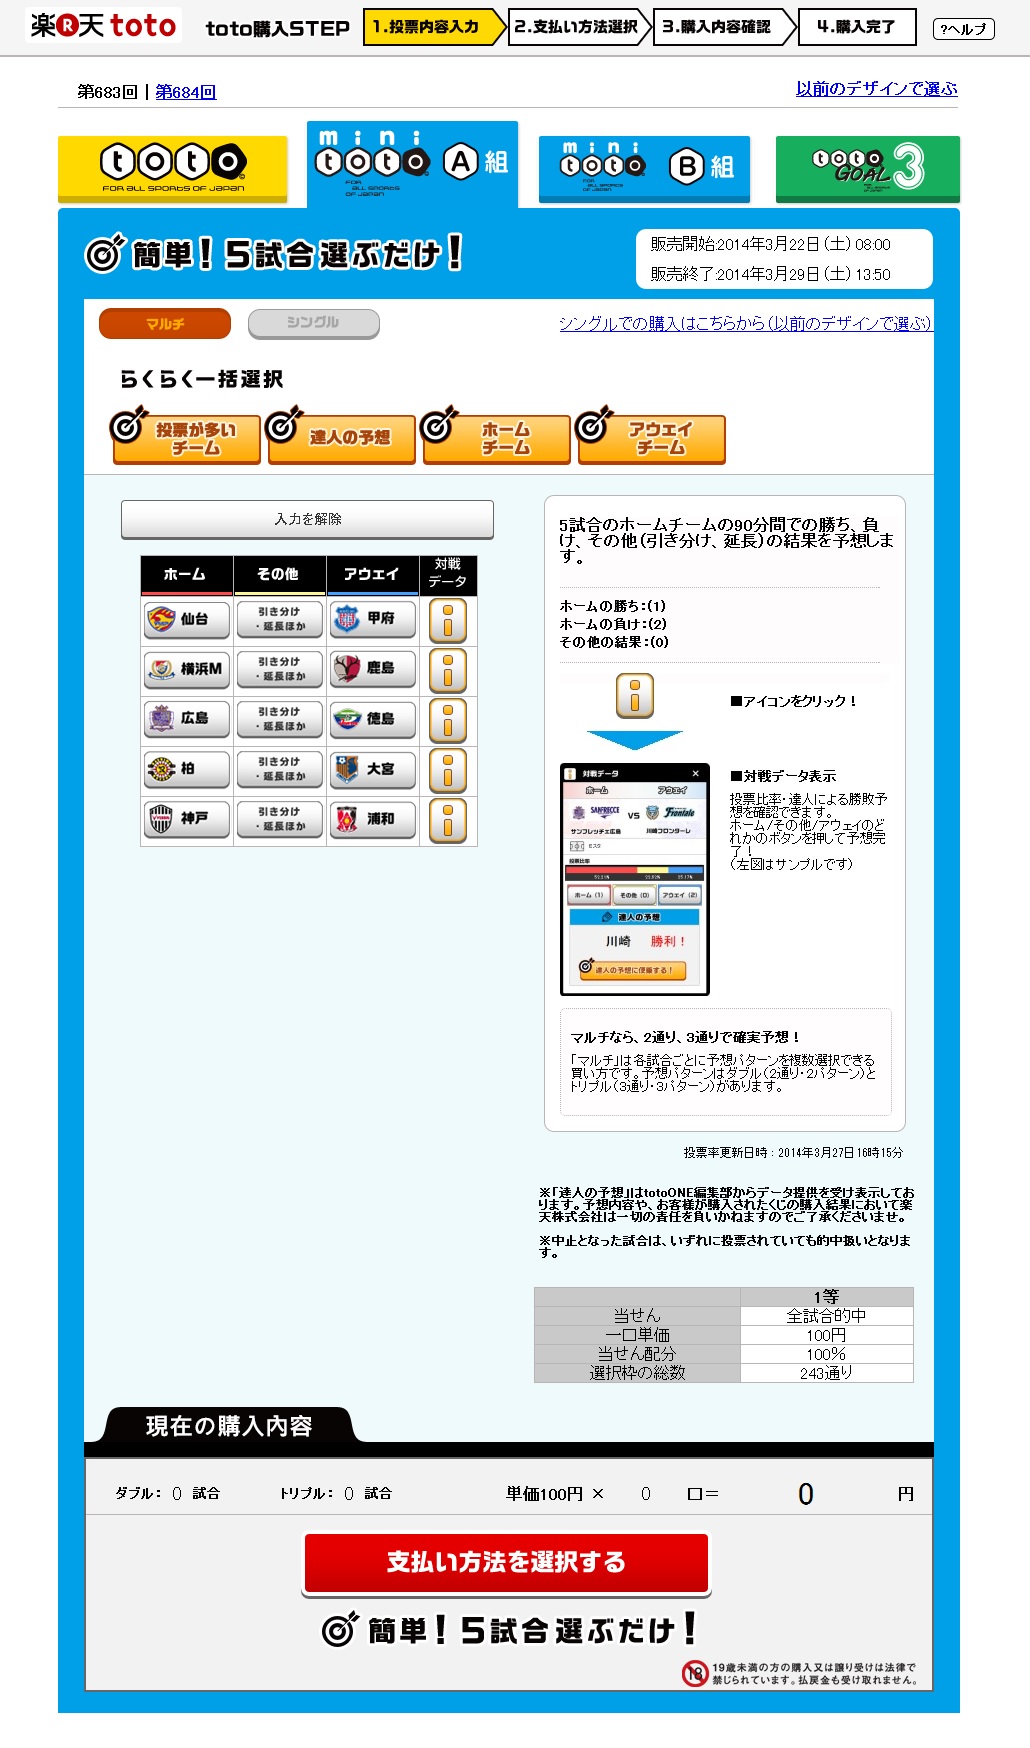 楽R天 toto
toto購入STEP
1.投票内容入力
2.支払い方法選択
3.購入内容確認
4.購入完了
?ヘルプ
第683回 | 第684回
以前のデザインで選ぶ
toto
FOR ALL SPORTS OF JAPAN
mini
toto A組
FOR
ALL SPORTS
OF JAPAN
mini
toto B組
FOR
ALL SPORTS
OF JAPAN
toto
GOAL 3
簡単!5試合選ぶだけ!
販売開始:2014年3月22日(土) 08:00
販売終了:2014年3月29日(土) 13:50
マルチ
シングル
シングルでの購入はこちらから(以前のデザインで選ぶ)
らくらく一括選択
投票が多い
チーム
達人の予想
ホーム
チーム
アウェイ
チーム
入力を解除
ホーム その他 アウェイ 対戦
データ
仙台 引き分け
・延長ほか 甲府
横浜M 引き分け
・延長ほか 鹿島
広島 引き分け
・延長ほか 徳島
柏 引き分け
・延長ほか 大宮
神戸 引き分け
・延長ほか 浦和
5試合のホームチームの90分間での勝ち、負
け、その他(引き分け、延長)の結果を予想しま
す。
ホームの勝ち:(1)
ホームの負け:(2)
その他の結果:(0)
■アイコンをクリック!
対戦データ ×
ホーム アウェイ
SANFRECCE VS Frontale
サンフレッチェ広島 川崎フロンターレ
投票比率
ホーム (1) その他 (0) アウェイ (2)
達人の予想
川崎 勝利!
達人の予想に便乗する!
■対戦データ表示
投票比率・達人による勝敗予
想を確認できます。
ホーム/その他/アウェイのど
れかのボタンを押して予想完
了!
(左図はサンプルです)
マルチなら、2通り、3通りで確実予想!
「マルチ」は各試合ごとに予想パターンを複数選択できる
買い方です。予想パターンはダブル(2通り・2パターン)と
トリプル(3通り・3パターン)があります。
投票率更新日時 : 2014年3月27日16時15分
※「達人の予想」はtotoONE編集部からデータ提供を受け表示してお
ります。予想内容や、お客様が購入されたくじの購入結果において楽
天株式会社は一切の責任を負いかねますのでご了承くださいませ。
※中止となった試合は、いずれに投票されていても的中扱いとなりま
す。
1等
当せん 全試合的中
一口単価 100円
当せん配分 100%
選択枠の総数 243通り
現在の購入内容
ダブル: 0 試合 トリプル: 0 試合 単価100円 × 0 口= 0 円
支払い方法を選択する
簡単!5試合選ぶだけ!
18 19歳未満の方の購入又は譲り受けは法律で
禁じられています。払戻金も受け取れません。